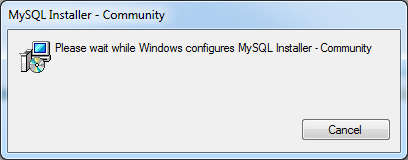 MySQL Installer - Community
Please wait while Windows configures MySQL Installer - Community
Cancel